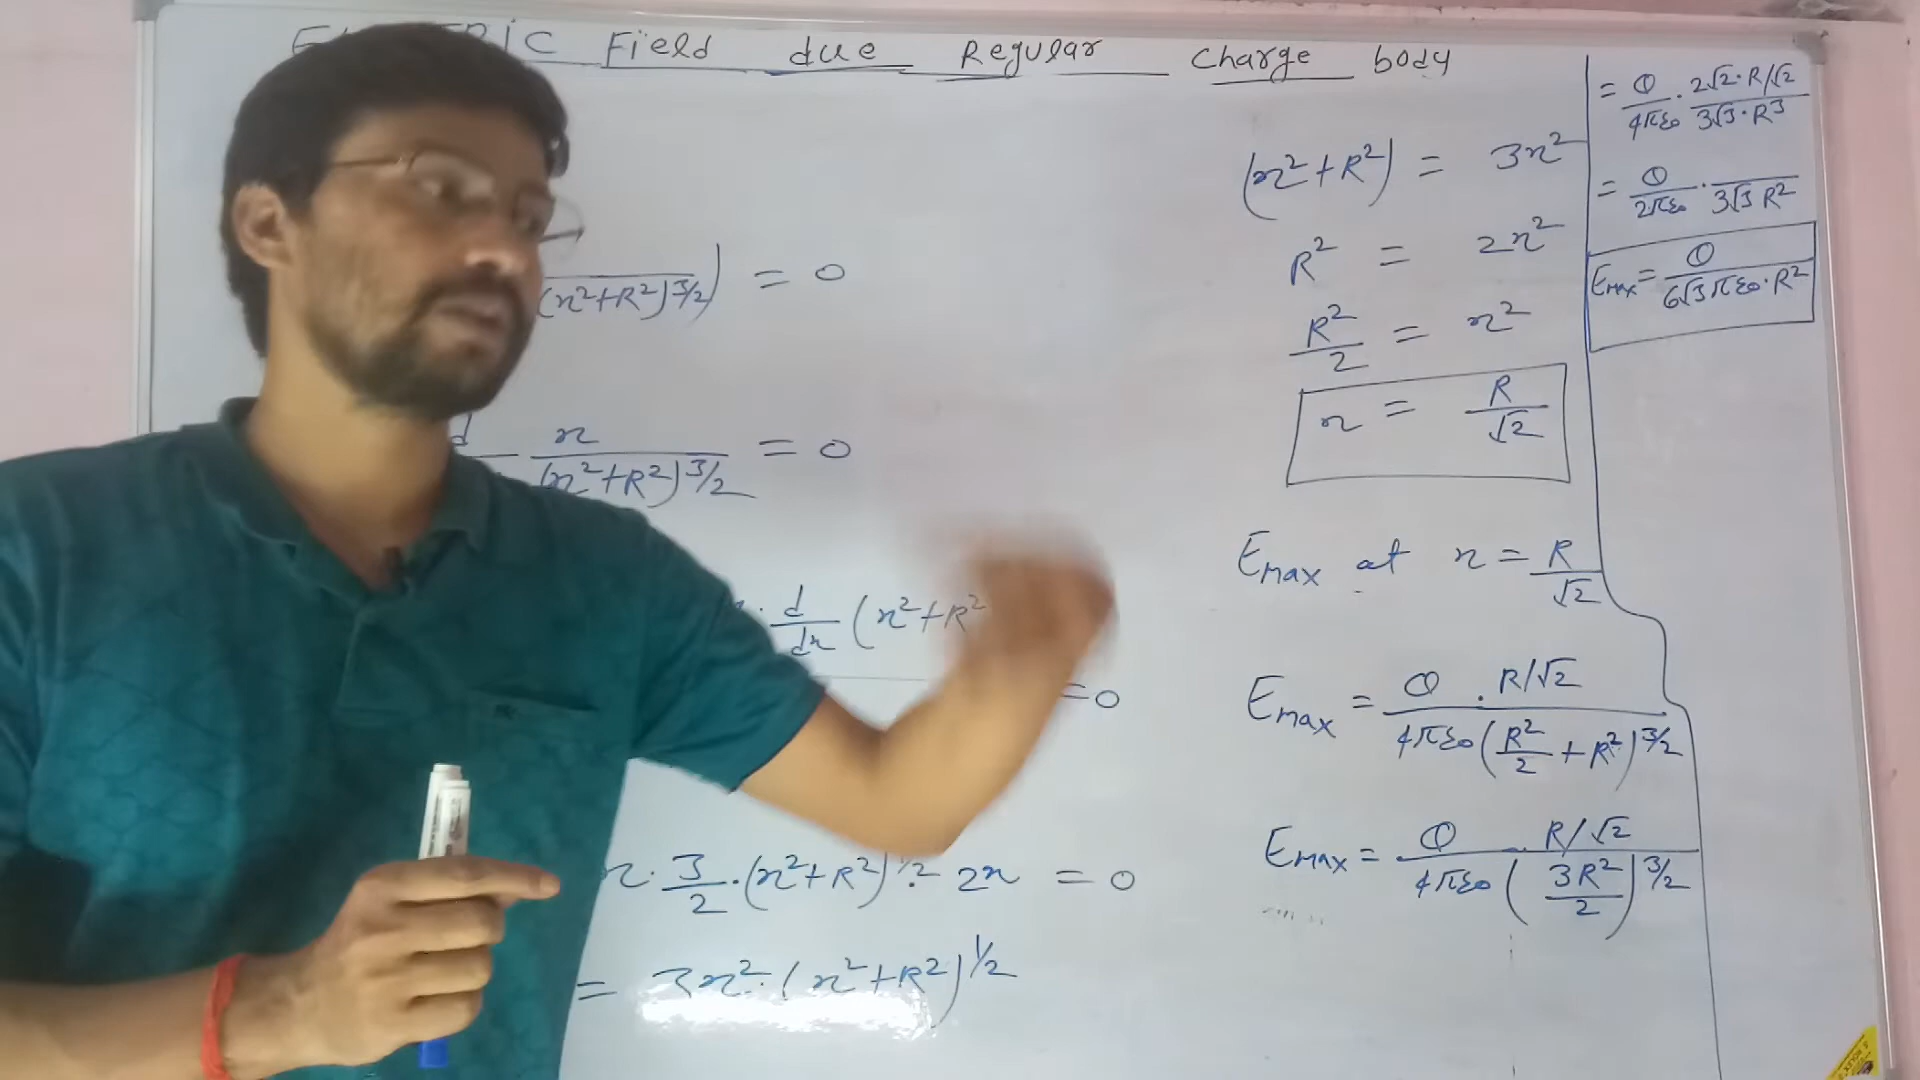 Field due Regular Charge body
(x²+R²)^3/2) = 0
d x/(x²+R²)^3/2 = 0
d/dx (x²+R²
=0
x · 3/2 · (x²+R²)^1/2 · 2x = 0
= 3x² · (x²+R²)^1/2
(x²+R²) = 3x²
R² = 2x²
R²/2 = x²
x = R/√2
Emax at x = R/√2
Emax = Q · R/√2 / 4πε₀(R²/2 + R²)^3/2
Emax = Q · R/√2 / 4πε₀(3R²/2)^3/2
= Q/4πε₀ · 2√2 · R/√2 / 3√3 · R³
= Q/2πε₀ · /3√3 R²
Emax = Q/6√3 πε₀ · R²